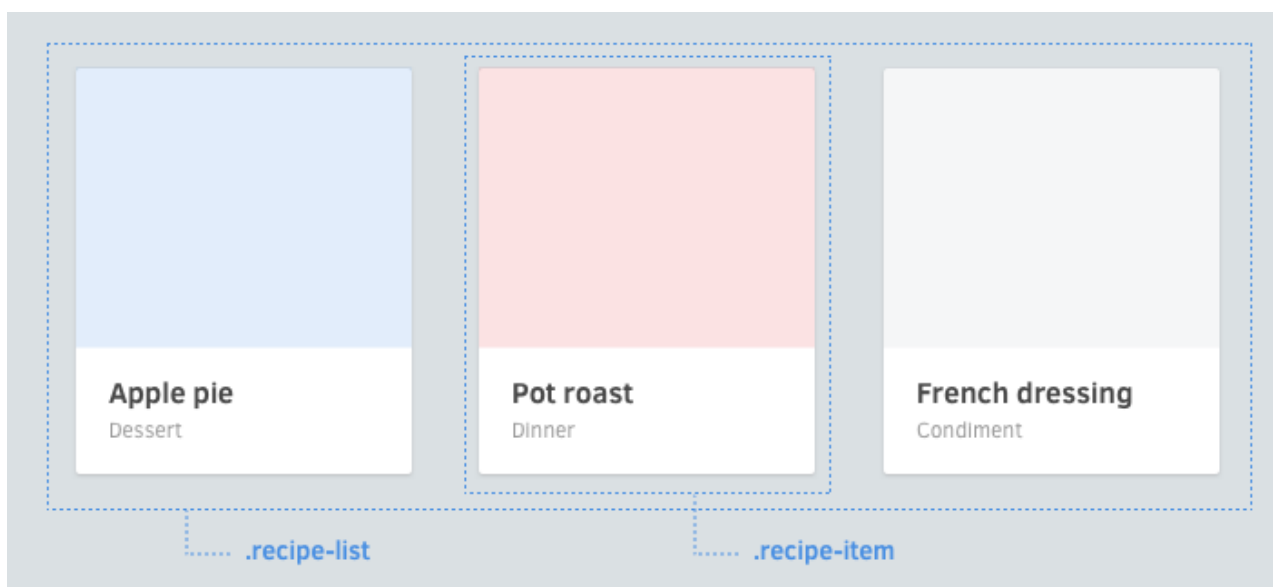 Apple pie
Dessert
Pot roast
Dinner
French dressing
Condiment
.recipe-list
.recipe-item